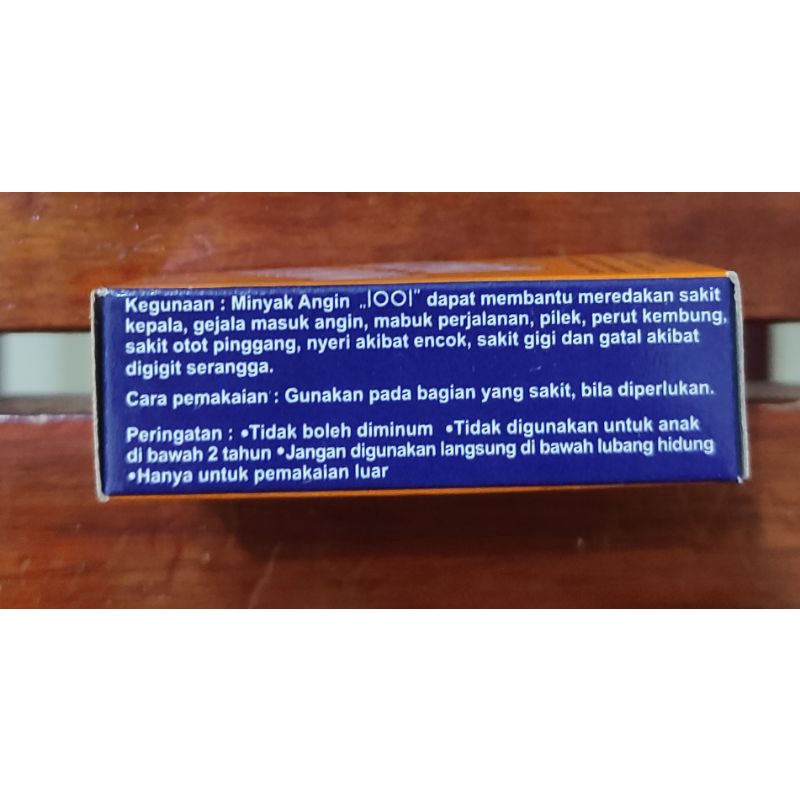 Kegunaan : Minyak Angin „1001” dapat membantu meredakan sakit
kepala, gejala masuk angin, mabuk perjalanan, pilek, perut kembung,
sakit otot pinggang, nyeri akibat encok, sakit gigi dan gatal akibat
digigit serangga.
Cara pemakaian : Gunakan pada bagian yang sakit, bila diperlukan.
Peringatan : •Tidak boleh diminum •Tidak digunakan untuk anak
di bawah 2 tahun •Jangan digunakan langsung di bawah lubang hidung
•Hanya untuk pemakaian luar